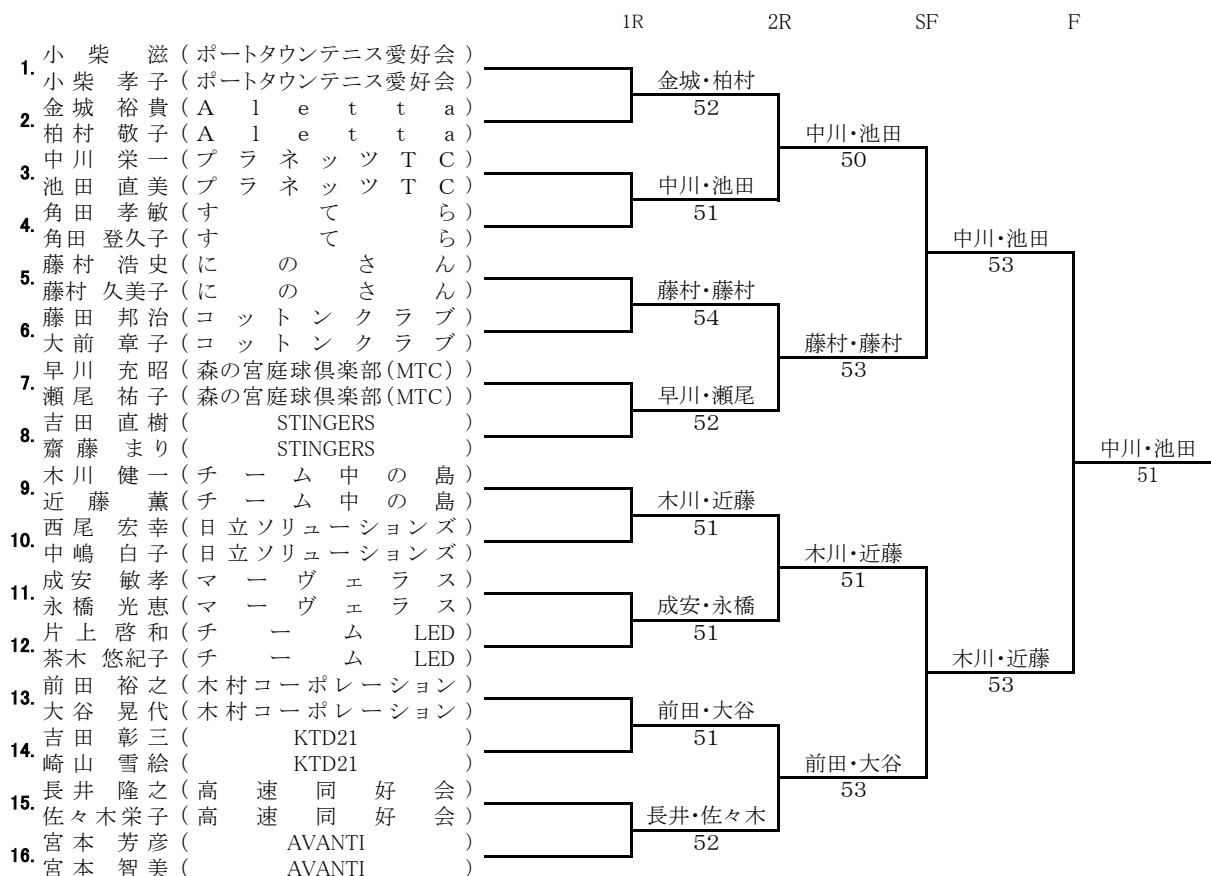 1R 2R SF F
1. 小柴 滋 (ポートタウンテニス愛好会)
小柴 孝子 (ポートタウンテニス愛好会)
2. 金城 裕貴 (Aletta)
柏村 敬子 (Aletta)
3. 中川 栄一 (プラネッツTC)
池田 直美 (プラネッツTC)
4. 角田 孝敏 (すてら)
角田 登久子 (すてら)
5. 藤村 浩史 (にのさん)
藤村 久美子 (にのさん)
6. 藤田 邦治 (コットンクラブ)
大前 章子 (コットンクラブ)
7. 早川 充昭 (森の宮庭球倶楽部(MTC))
瀬尾 祐子 (森の宮庭球倶楽部(MTC))
8. 吉田 直樹 (STINGERS)
齋藤 まり (STINGERS)
9. 木川 健一 (チーム中の島)
近藤 薫 (チーム中の島)
10. 西尾 宏幸 (日立ソリューションズ)
中嶋 白子 (日立ソリューションズ)
11. 成安 敏孝 (マーヴェラス)
永橋 光恵 (マーヴェラス)
12. 片上 啓和 (チームLED)
茶木 悠紀子 (チームLED)
13. 前田 裕之 (木村コーポレーション)
大谷 晃代 (木村コーポレーション)
14. 吉田 彰三 (KTD21)
崎山 雪絵 (KTD21)
15. 長井 隆之 (高速同好会)
佐々木栄子 (高速同好会)
16. 宮本 芳彦 (AVANTI)
宮本 智美 (AVANTI)
金城・柏村
52
中川・池田
51
藤村・藤村
54
早川・瀬尾
52
木川・近藤
51
成安・永橋
51
前田・大谷
51
長井・佐々木
52
中川・池田
50
藤村・藤村
53
木川・近藤
51
前田・大谷
53
中川・池田
53
木川・近藤
53
中川・池田
51